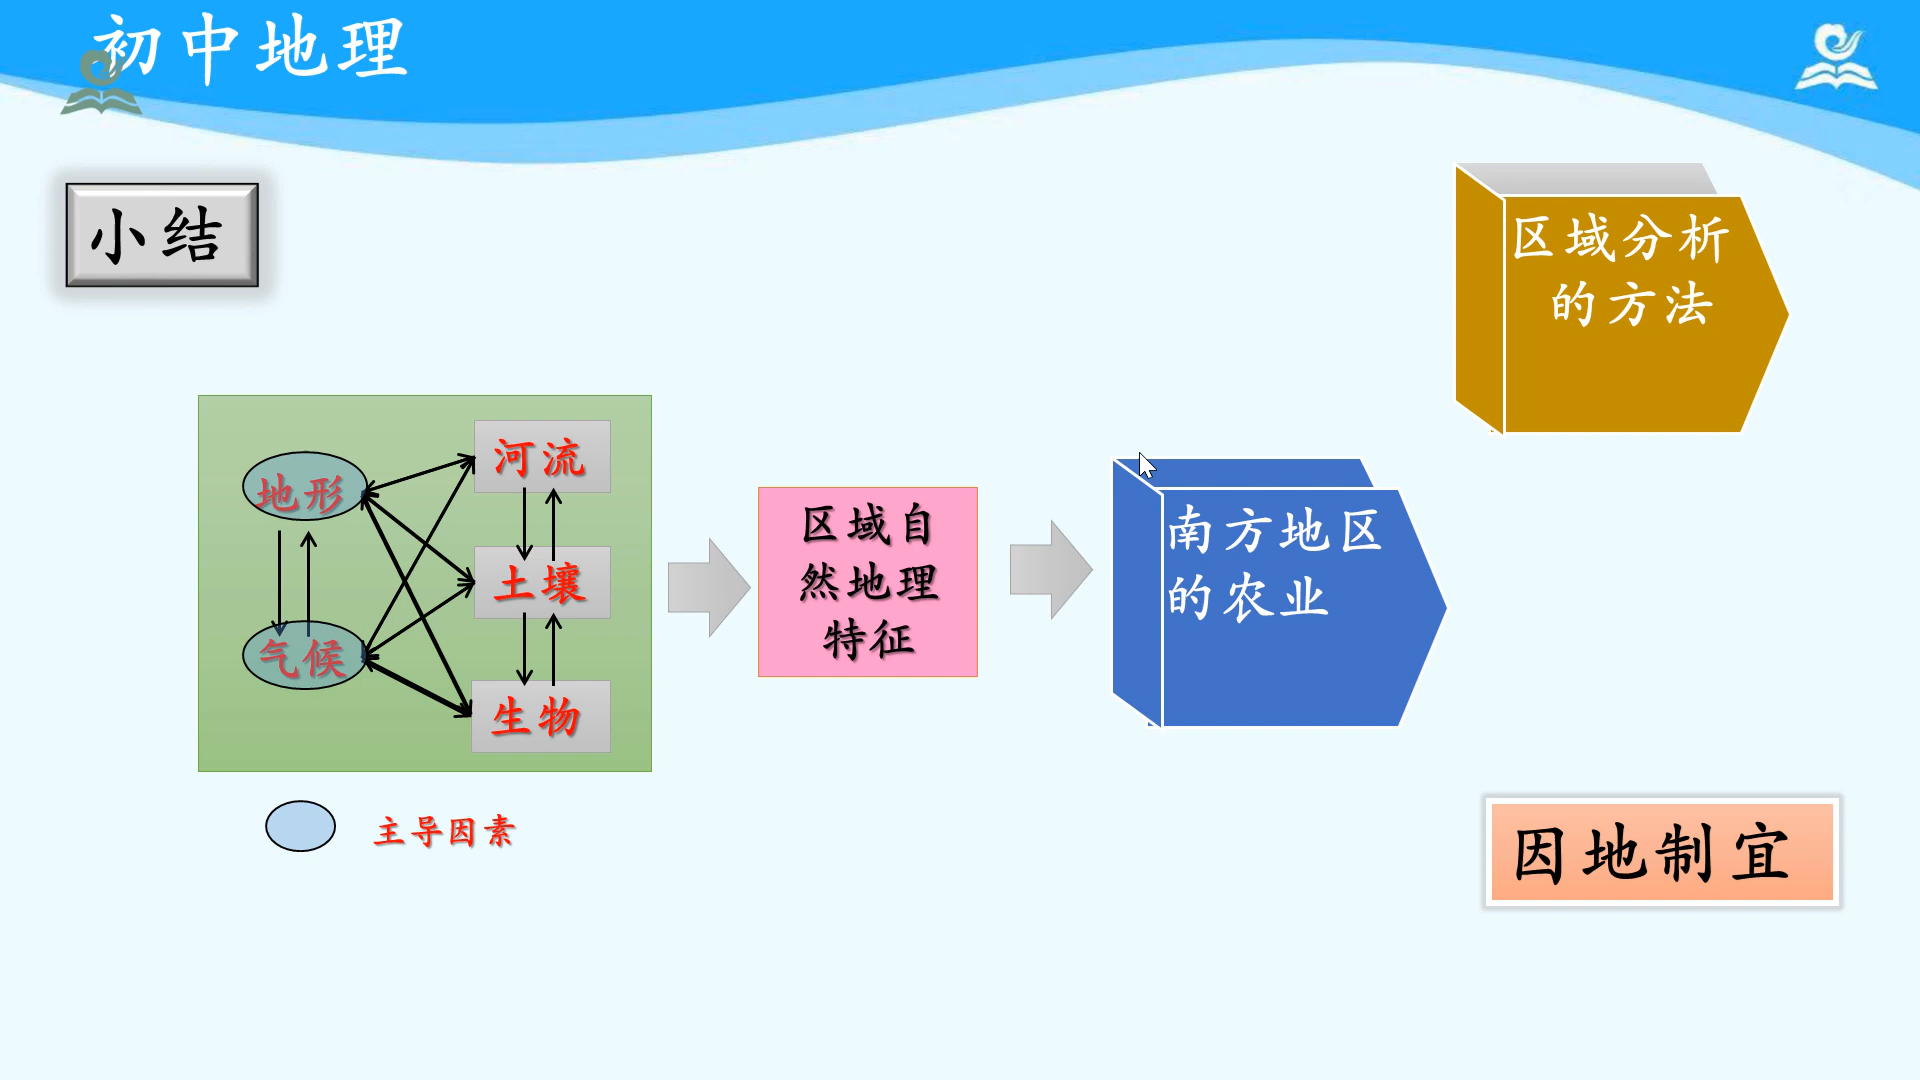 初中地理
小结
区域分析
的方法
地形
气候
河流
土壤
生物
主导因素
区域自
然地理
特征
南方地区
的农业
因地制宜